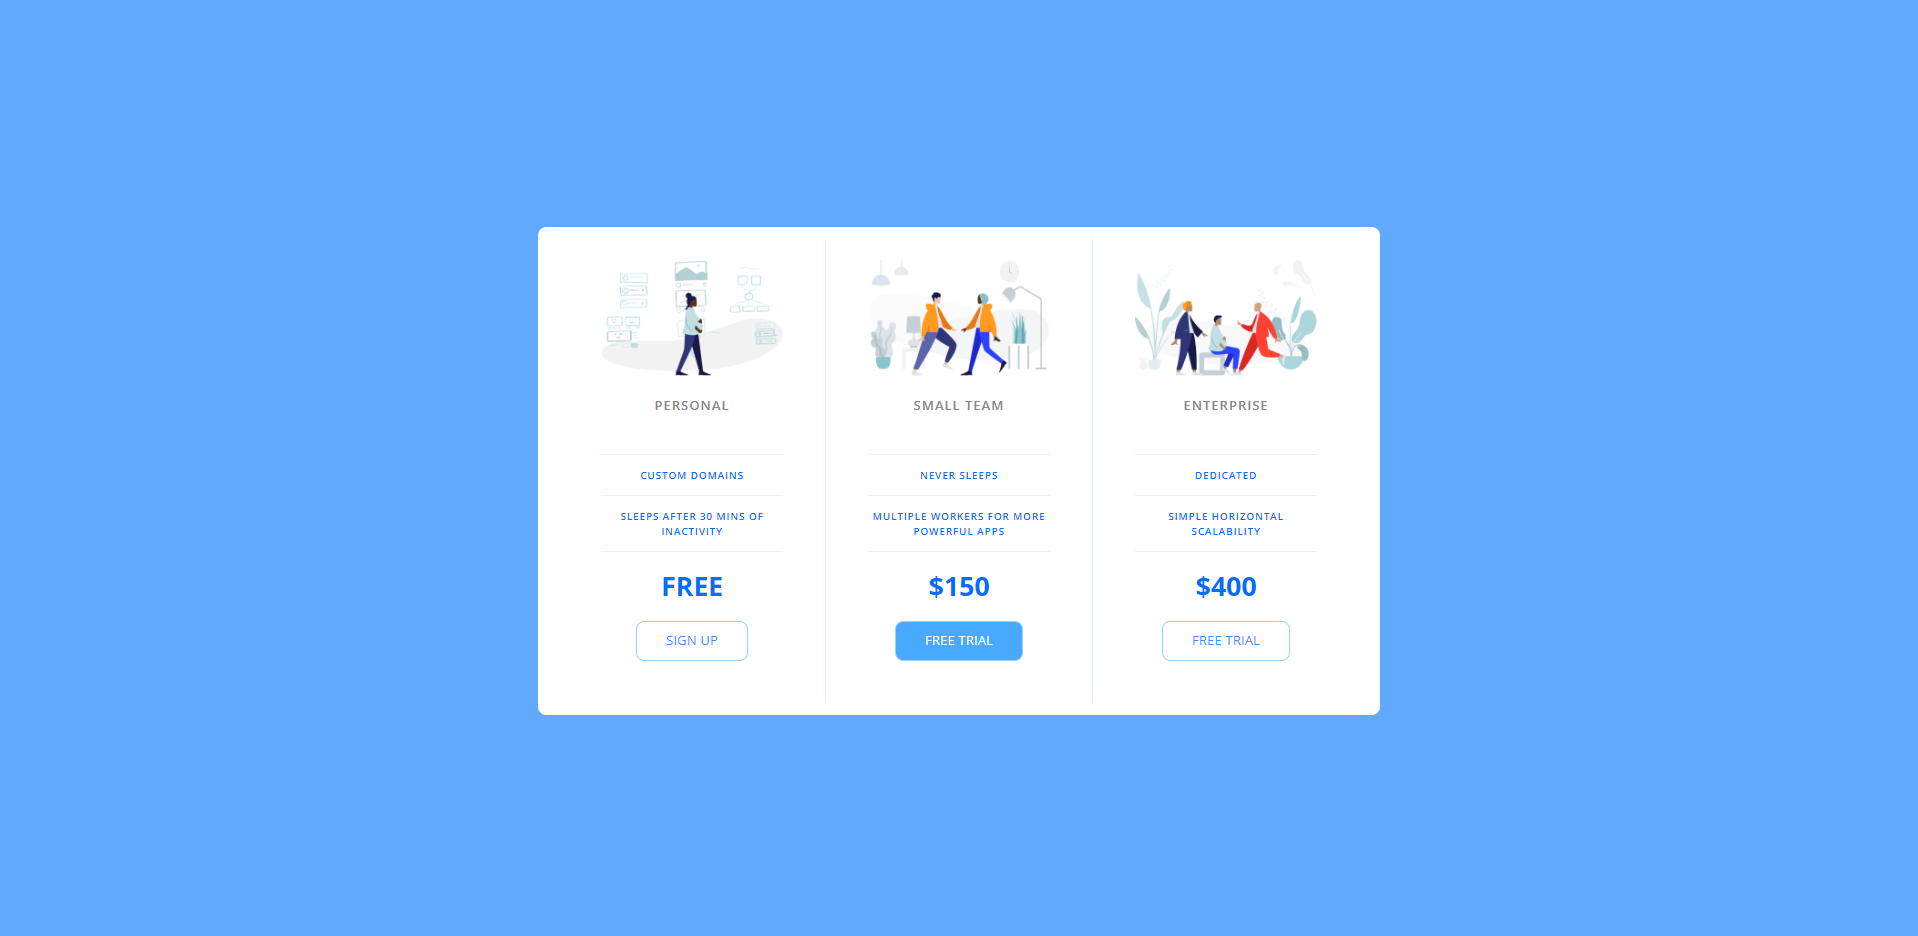 PERSONAL
CUSTOM DOMAINS
SLEEPS AFTER 30 MINS OF
INACTIVITY
FREE
SIGN UP
SMALL TEAM
NEVER SLEEPS
MULTIPLE WORKERS FOR MORE
POWERFUL APPS
$150
FREE TRIAL
ENTERPRISE
DEDICATED
SIMPLE HORIZONTAL
SCALABILITY
$400
FREE TRIAL